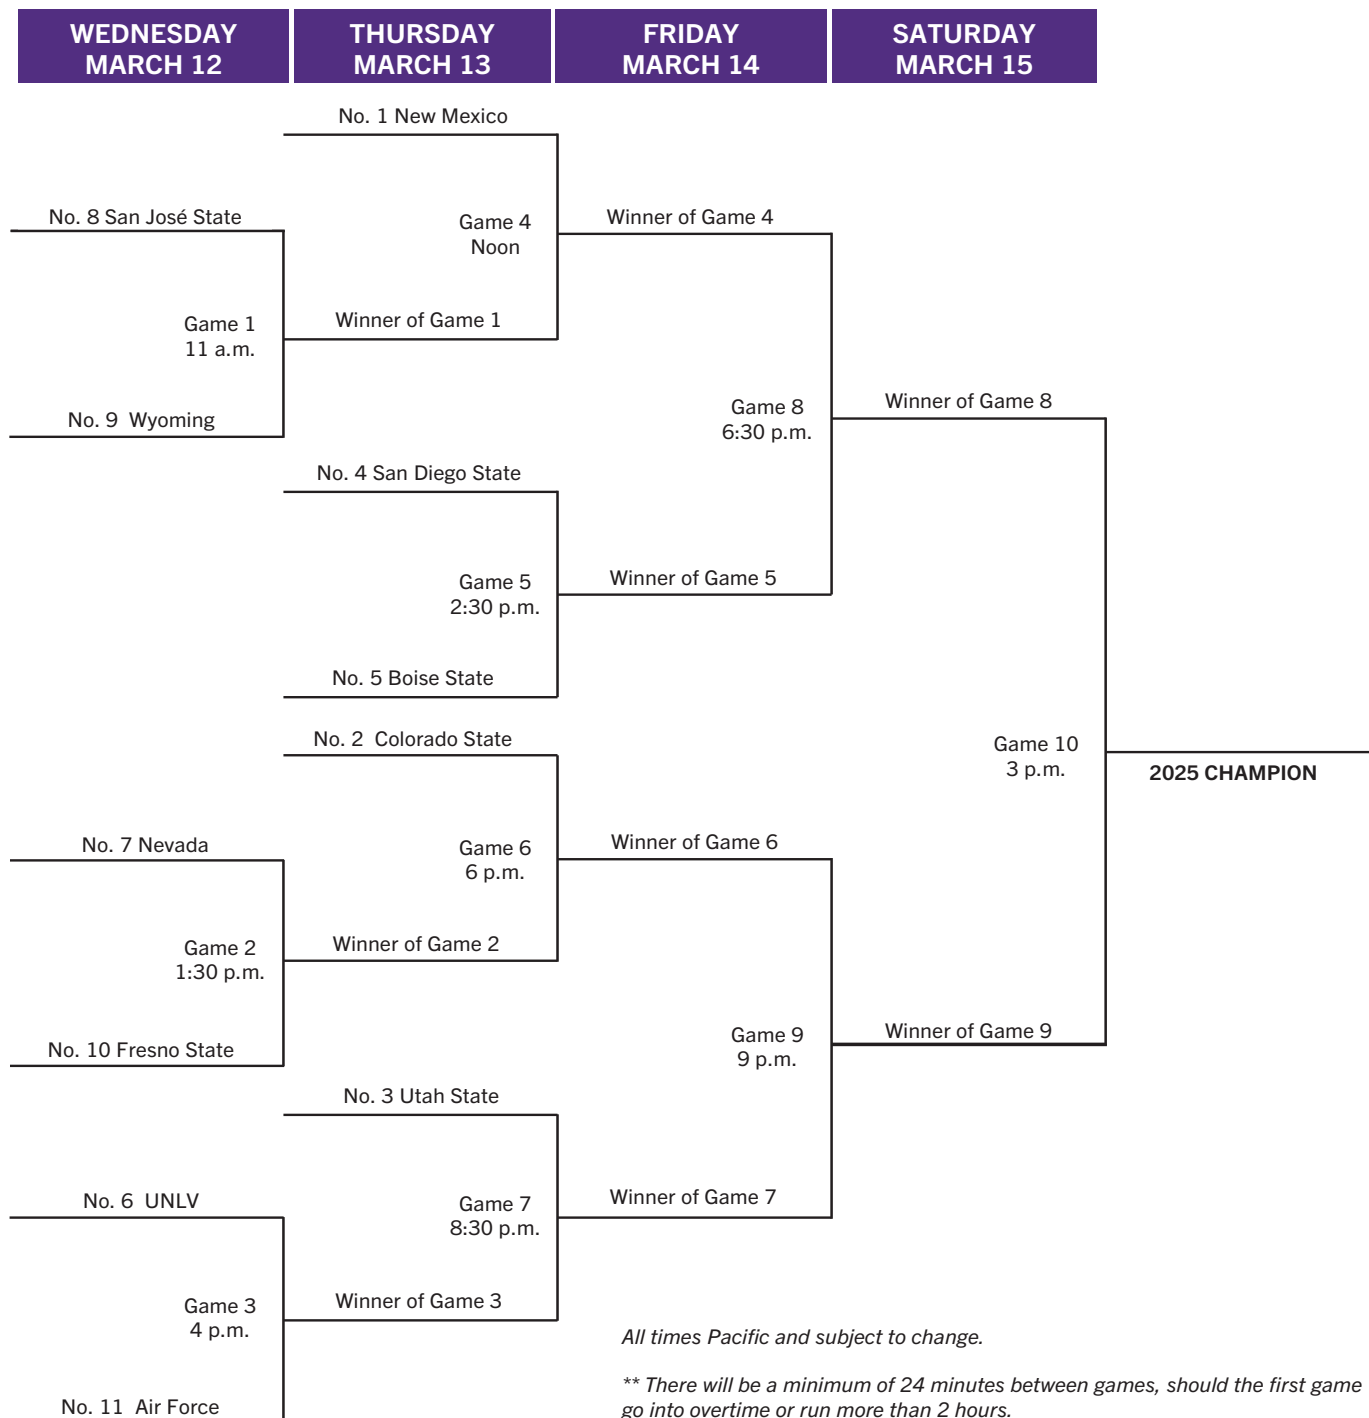 WEDNESDAY
MARCH 12
THURSDAY
MARCH 13
FRIDAY
MARCH 14
SATURDAY
MARCH 15
No. 1 New Mexico
No. 8 San José State
Game 4
Noon
Winner of Game 4
Game 1
11 a.m.
Winner of Game 1
No. 9  Wyoming
Game 8
6:30 p.m.
Winner of Game 8
No. 4 San Diego State
Game 5
2:30 p.m.
Winner of Game 5
No. 5 Boise State
No. 2  Colorado State
Game 10
3 p.m.
2025 CHAMPION
No. 7 Nevada
Game 6
6 p.m.
Winner of Game 6
Game 2
1:30 p.m.
Winner of Game 2
No. 10 Fresno State
Game 9
9 p.m.
Winner of Game 9
No. 3 Utah State
No. 6  UNLV
Game 7
8:30 p.m.
Winner of Game 7
Game 3
4 p.m.
Winner of Game 3
No. 11  Air Force
All times Pacific and subject to change.
** There will be a minimum of 24 minutes between games, should the first game
go into overtime or run more than 2 hours.